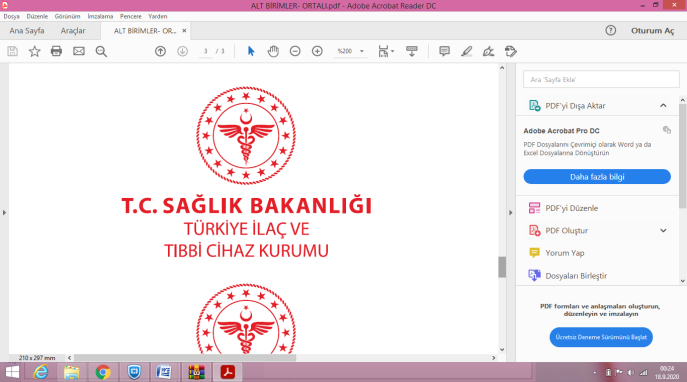 ALT BİRİMLER- ORTALI.pdf - Adobe Acrobat Reader DC
Dosya Düzenle Görünüm İmzalama Pencere Yardım
Ana Sayfa Araçlar ALT BİRİMLER- OR... × Oturum Aç
3 / 3 %200
T.C. SAĞLIK BAKANLIĞI
TÜRKİYE İLAÇ VE
TIBBİ CİHAZ KURUMU
210 x 297 mm
Ara 'Sayfa Ekle'
PDF'yi Dışa Aktar
Adobe Acrobat Pro DC
PDF Dosyalarını Çevrimiçi olarak Word ya da
Excel Dosyalarına Dönüştürün
Daha fazla bilgi
PDF'yi Düzenle
PDF Oluştur
Yorum Yap
Dosyaları Birleştir
PDF formları ve anlaşmaları oluşturun,
düzenleyin ve imzalayın
Ücretsiz Deneme Sürümünü Başlat
00:24
18.9.2020